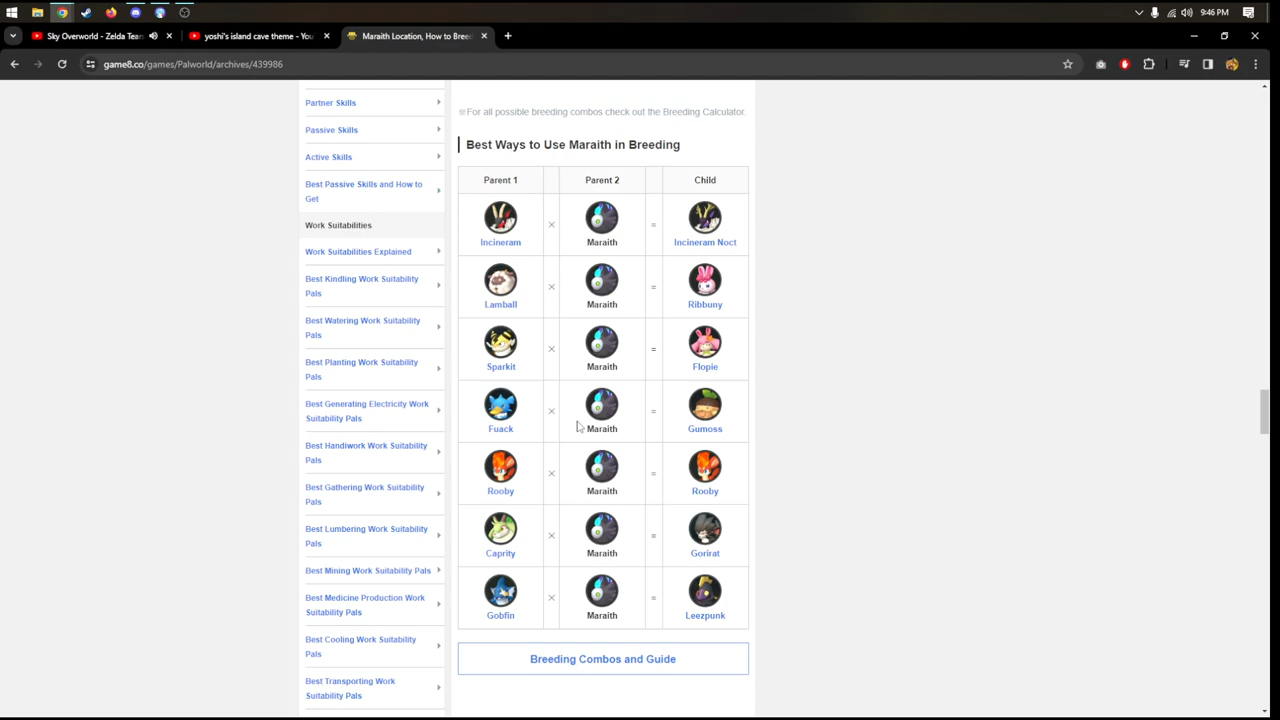 9:46 PM
Sky Overworld - Zelda Tears
yoshi's island cave theme - You
Maraith Location, How to Bree
game8.co/games/Palworld/archives/439986
Partner Skills
Passive Skills
Active Skills
Best Passive Skills and How to
Get
Work Suitabilities
Work Suitabilities Explained
Best Kindling Work Suitability
Pals
Best Watering Work Suitability
Pals
Best Planting Work Suitability
Pals
Best Generating Electricity Work
Suitability Pals
Best Handiwork Work Suitability
Pals
Best Gathering Work Suitability
Pals
Best Lumbering Work Suitability
Pals
Best Mining Work Suitability Pals
Best Medicine Production Work
Suitability Pals
Best Cooling Work Suitability
Pals
Best Transporting Work
Suitability Pals
※For all possible breeding combos check out the Breeding Calculator.
Best Ways to Use Maraith in Breeding
Parent 1 Parent 2 Child
Incineram × Maraith = Incineram Noct
Lamball × Maraith = Ribbuny
Sparkit × Maraith = Flopie
Fuack × Maraith = Gumoss
Rooby × Maraith = Rooby
Caprity × Maraith = Gorirat
Gobfin × Maraith = Leezpunk
Breeding Combos and Guide